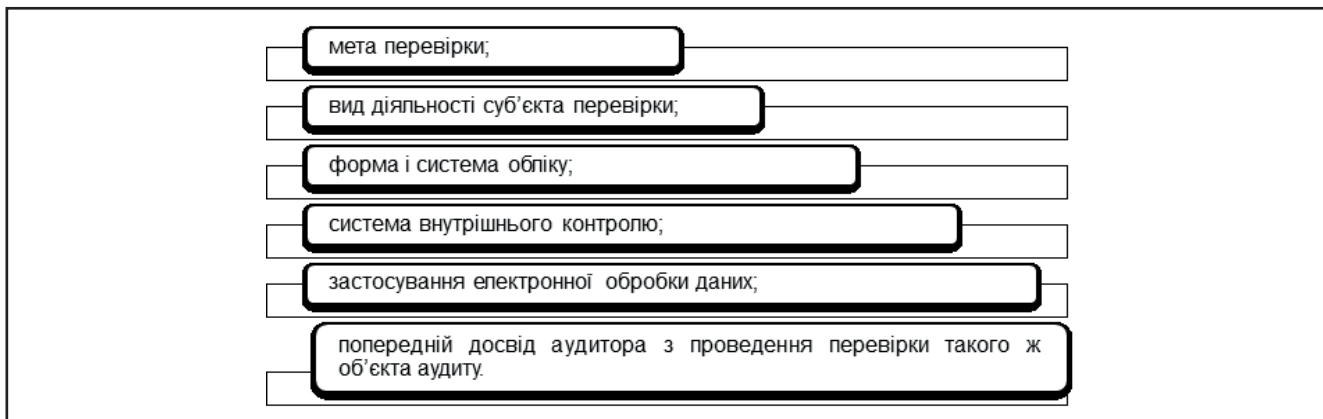 мета перевірки;
вид діяльності суб’єкта перевірки;
форма і система обліку;
система внутрішнього контролю;
застосування електронної обробки даних;
попередній досвід аудитора з проведення перевірки такого ж
об’єкта аудиту.